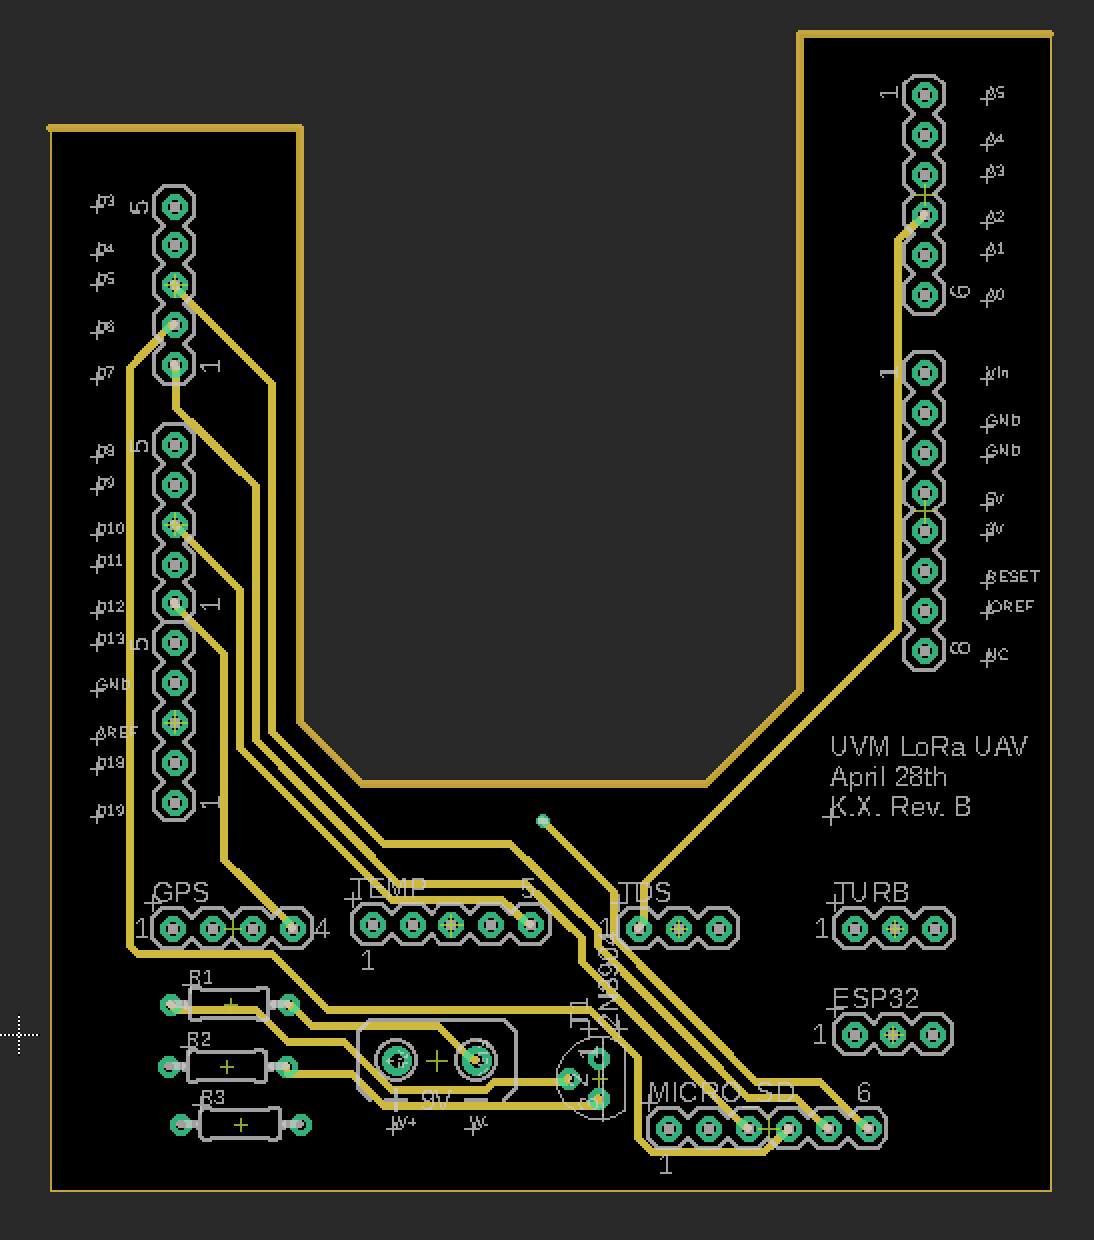 1
A5
A4
A3
A2
A1
A0
6
D3
5
D4
D5
D6
D7
1
1
Vin
GND
GND
5V
3V
RESET
IOREF
NC
8
D8
5
D9
D10
D11
D12
1
D13
5
GND
AREF
D19
D19
1
UVM LoRa UAV
April 28th
K.X. Rev. B
GPS
1
4
TEMP
5
1
TDS
1
TURB
1
R1
R2
R3
T1
1
2
3
ESP32
1
+ 9V −
MICRO SD
6
1